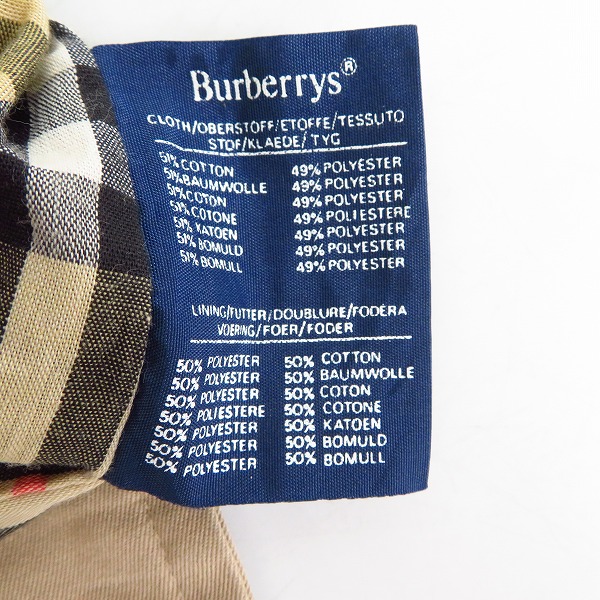 Burberrys®
CLOTH/OBERSTOFF/ETOFFE/TESSUTO
STOF/KLAEDE/TYG
51% COTTON 49% POLYESTER
51% BAUMWOLLE 49% POLYESTER
51% COTON 49% POLYESTER
51% COTONE 49% POLIESTERE
51% KATOEN 49% POLYESTER
51% BOMULD 49% POLYESTER
51% BOMULL 49% POLYESTER
LINING/FUTTER/DOUBLURE/FODERA
VOERING/FOER/FODER
50% POLYESTER 50% COTTON
50% POLYESTER 50% BAUMWOLLE
50% POLYESTER 50% COTON
50% POLIESTERE 50% COTONE
50% POLYESTER 50% KATOEN
50% POLYESTER 50% BOMULD
50% POLYESTER 50% BOMULL